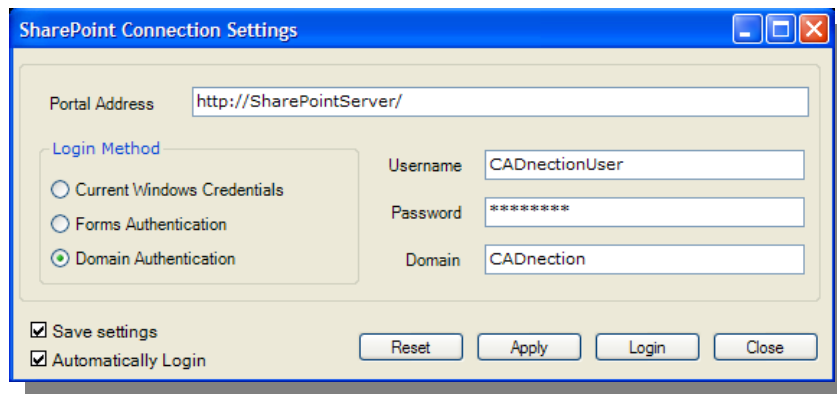 SharePoint Connection Settings
Portal Address http://SharePointServer/
Login Method
Current Windows Credentials
Forms Authentication
Domain Authentication
Username CADnectionUser
Password ********
Domain CADnection
Save settings
Automatically Login
Reset Apply Login Close